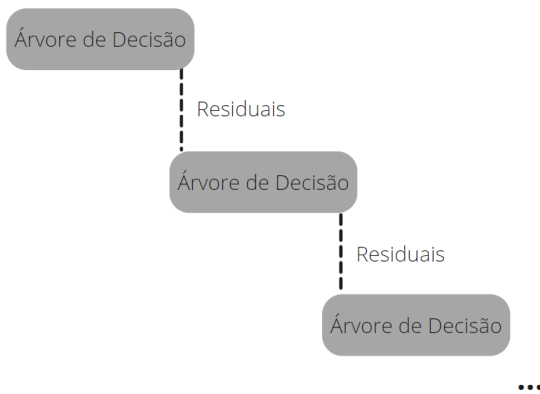 Árvore de Decisão
Residuais
Árvore de Decisão
Residuais
Árvore de Decisão
...